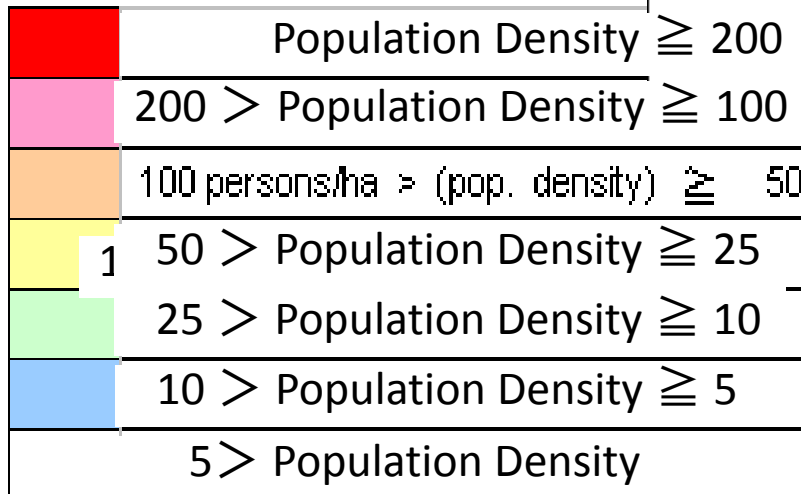 Population Density ≧ 200
200 ＞ Population Density ≧ 100
100 persons/ha > (pop. density) ≧ 50
1 50 ＞ Population Density ≧ 25
25 ＞ Population Density ≧ 10
10 ＞ Population Density ≧ 5
5＞ Population Density